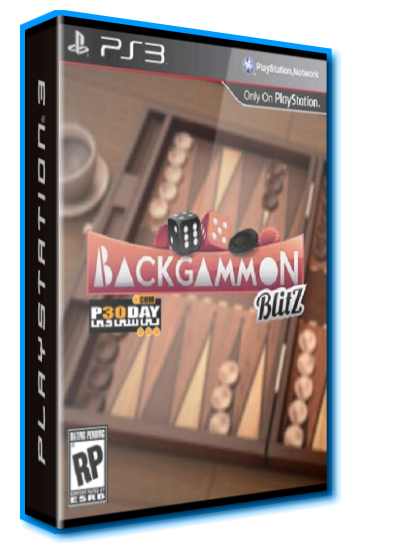 PLAYSTATION 3
PS3
PlayStation Network
Only On PlayStation.
BACKGAMMON
BlitZ
.COM
P30DAY
RATING PENDING
RP
ESRB